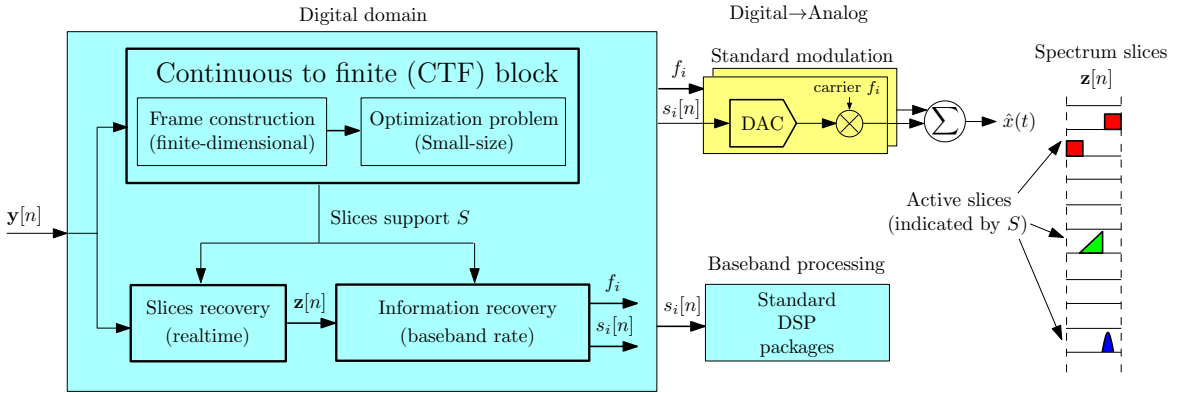 Digital domain
Digital→Analog
Continuous to finite (CTF) block
Frame construction
(finite-dimensional)
Optimization problem
(Small-size)
f_i
s_i[n]
Standard modulation
carrier f_i
DAC
∑
x̂(t)
Spectrum slices
z[n]
y[n]
Slices support S
Active slices
(indicated by S)
Slices recovery
(realtime)
z[n]
Information recovery
(baseband rate)
f_i
s_i[n]
s_i[n]
Baseband processing
Standard
DSP
packages